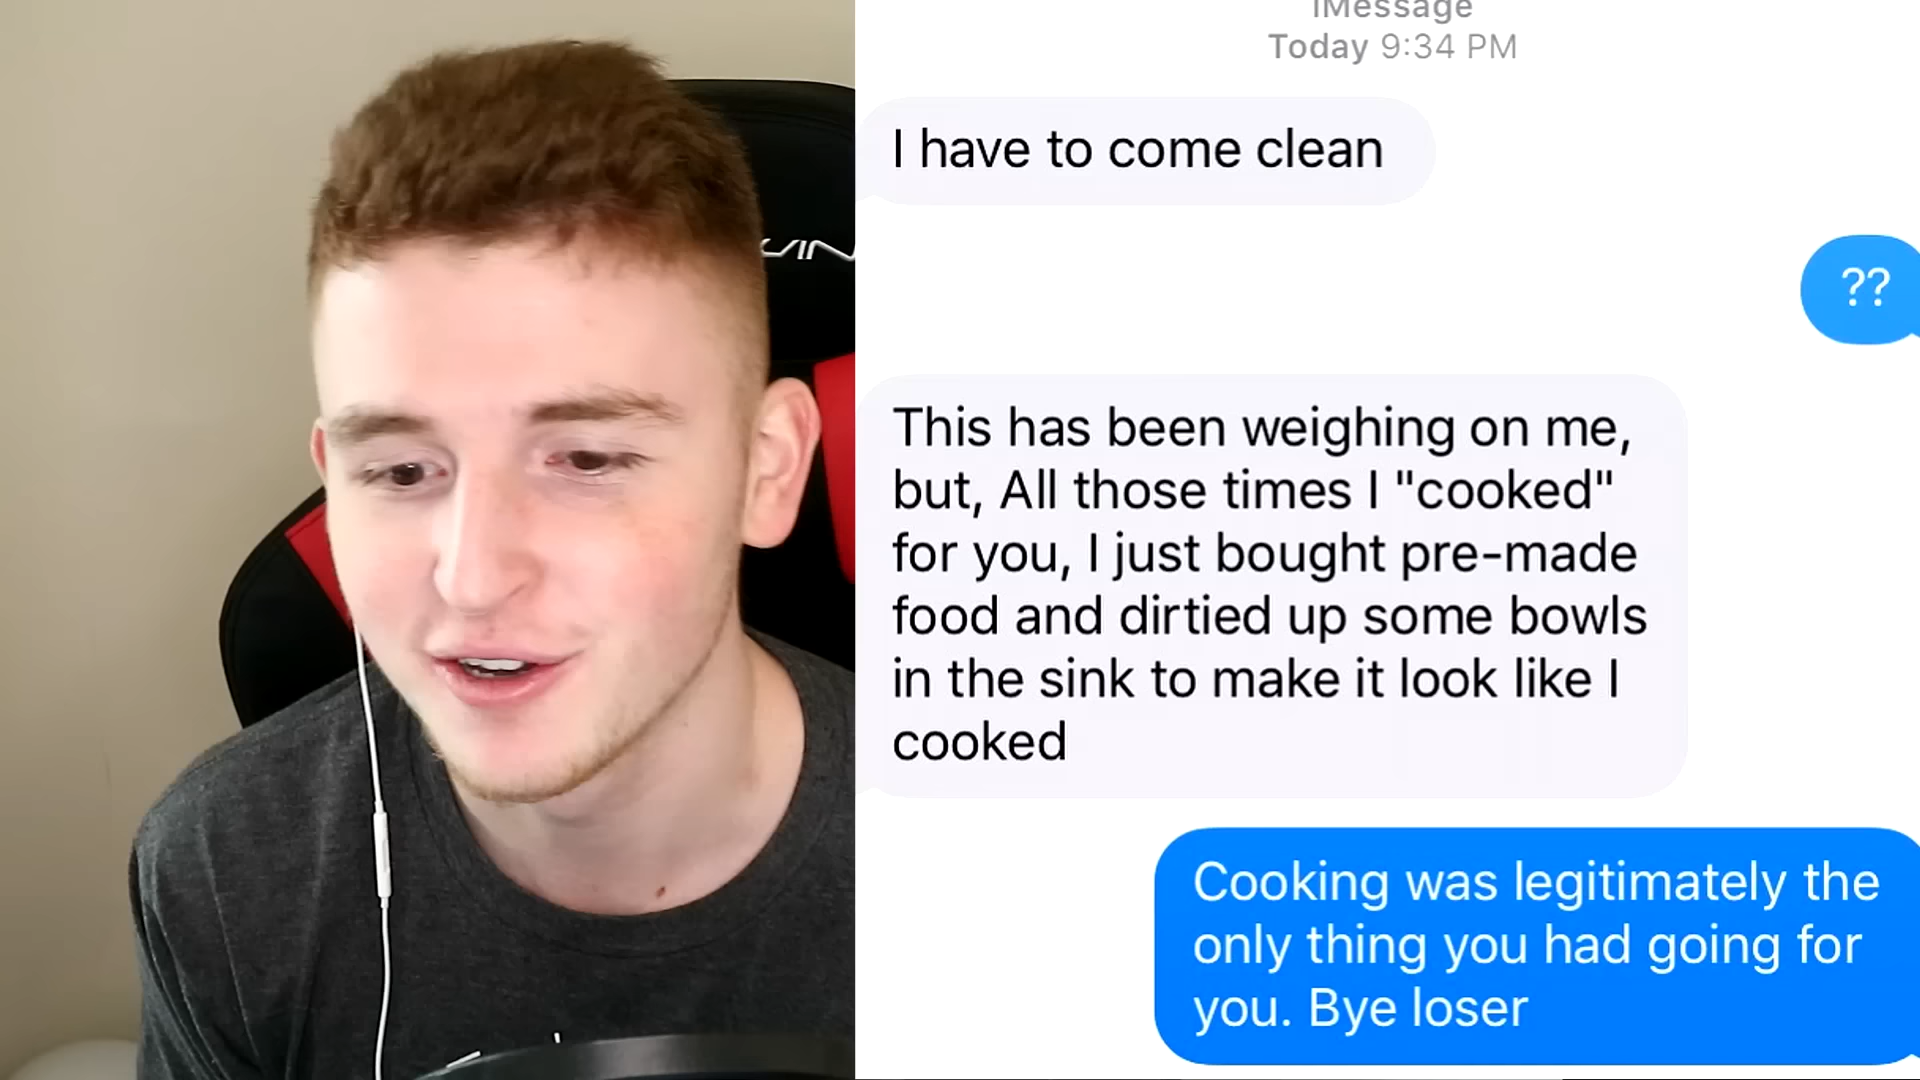 iMessage
Today 9:34 PM
I have to come clean
??
This has been weighing on me,
but, All those times I "cooked"
for you, I just bought pre-made
food and dirtied up some bowls
in the sink to make it look like I
cooked
Cooking was legitimately the
only thing you had going for
you. Bye loser